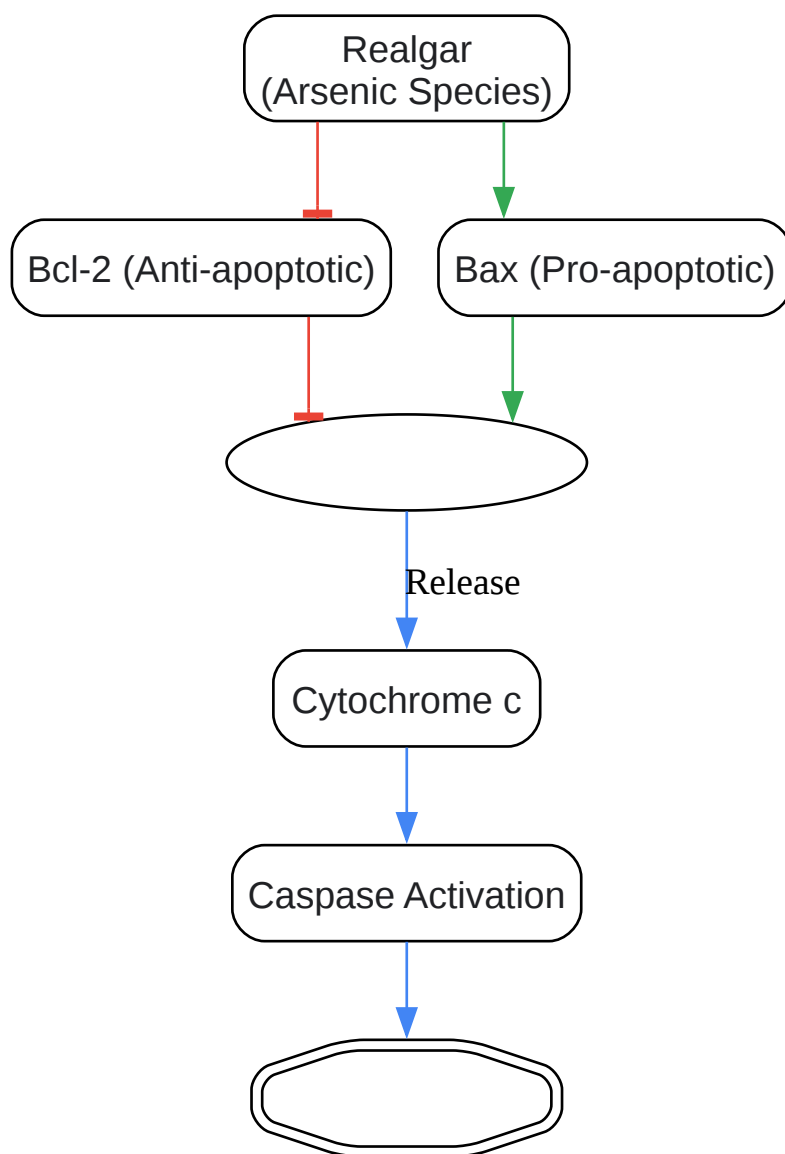 Realgar
(Arsenic Species)
Bcl-2 (Anti-apoptotic)
Bax (Pro-apoptotic)
Release
Cytochrome c
Caspase Activation